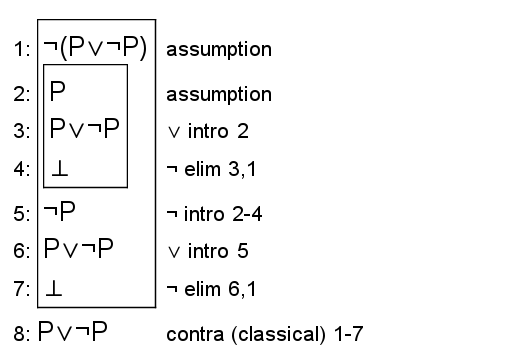 1: ¬(P∨¬P) assumption
2: P assumption
3: P∨¬P ∨ intro 2
4: ⊥ ¬ elim 3,1
5: ¬P ¬ intro 2-4
6: P∨¬P ∨ intro 5
7: ⊥ ¬ elim 6,1
8: P∨¬P contra (classical) 1-7